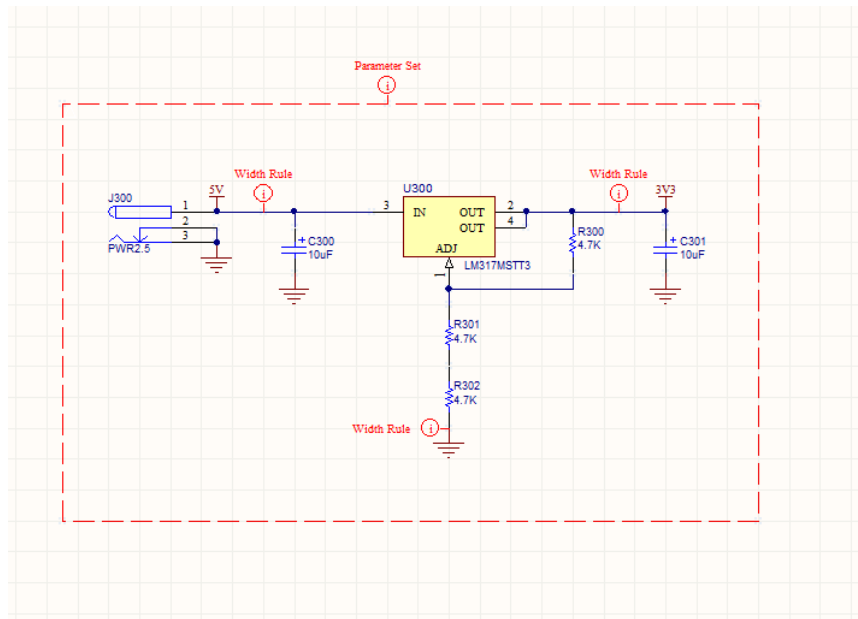 Parameter Set
i
Width Rule
i
Width Rule
i
U300
J300
5V
3V3
1
2
3
PWR2.5
3
IN
OUT
2
OUT
4
ADJ
1
LM317MSTT3
+
C300
10uF
R300
4.7K
+
C301
10uF
R301
4.7K
R302
4.7K
Width Rule
i